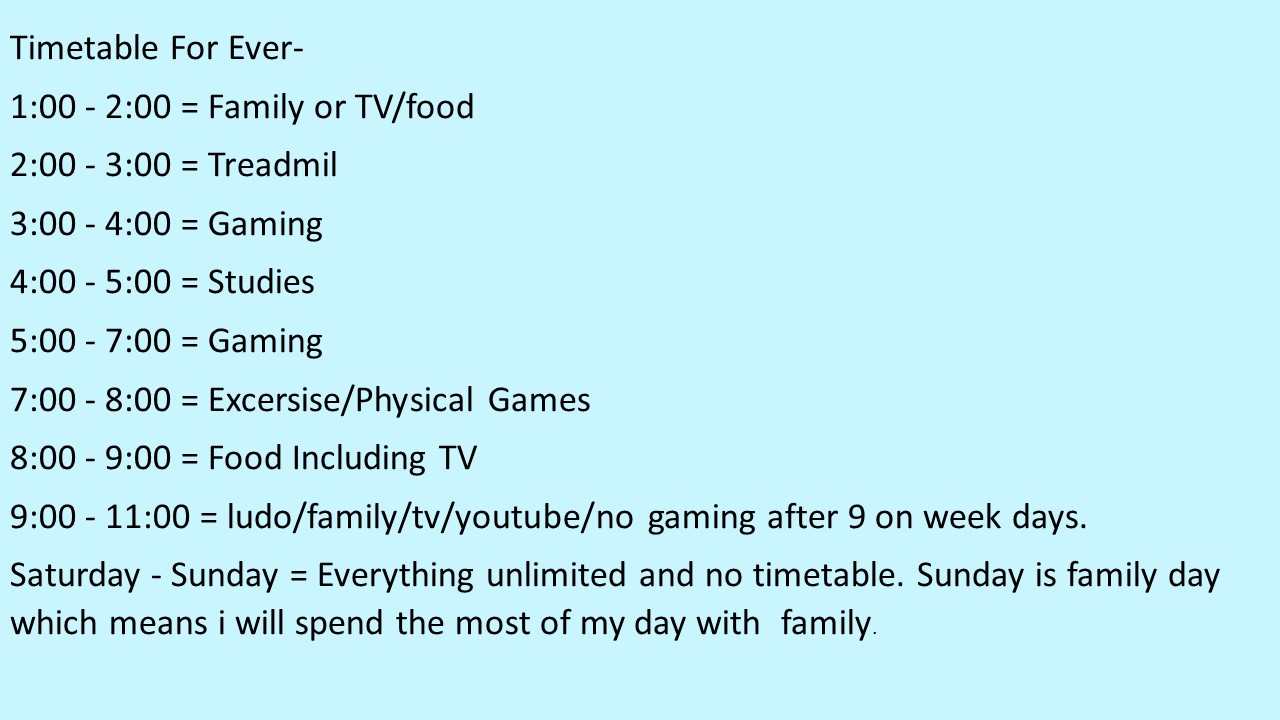 Timetable For Ever-
1:00 - 2:00 = Family or TV/food
2:00 - 3:00 = Treadmil
3:00 - 4:00 = Gaming
4:00 - 5:00 = Studies
5:00 - 7:00 = Gaming
7:00 - 8:00 = Excersise/Physical Games
8:00 - 9:00 = Food Including TV
9:00 - 11:00 = ludo/family/tv/youtube/no gaming after 9 on week days.
Saturday - Sunday = Everything unlimited and no timetable. Sunday is family day
which means i will spend the most of my day with family.